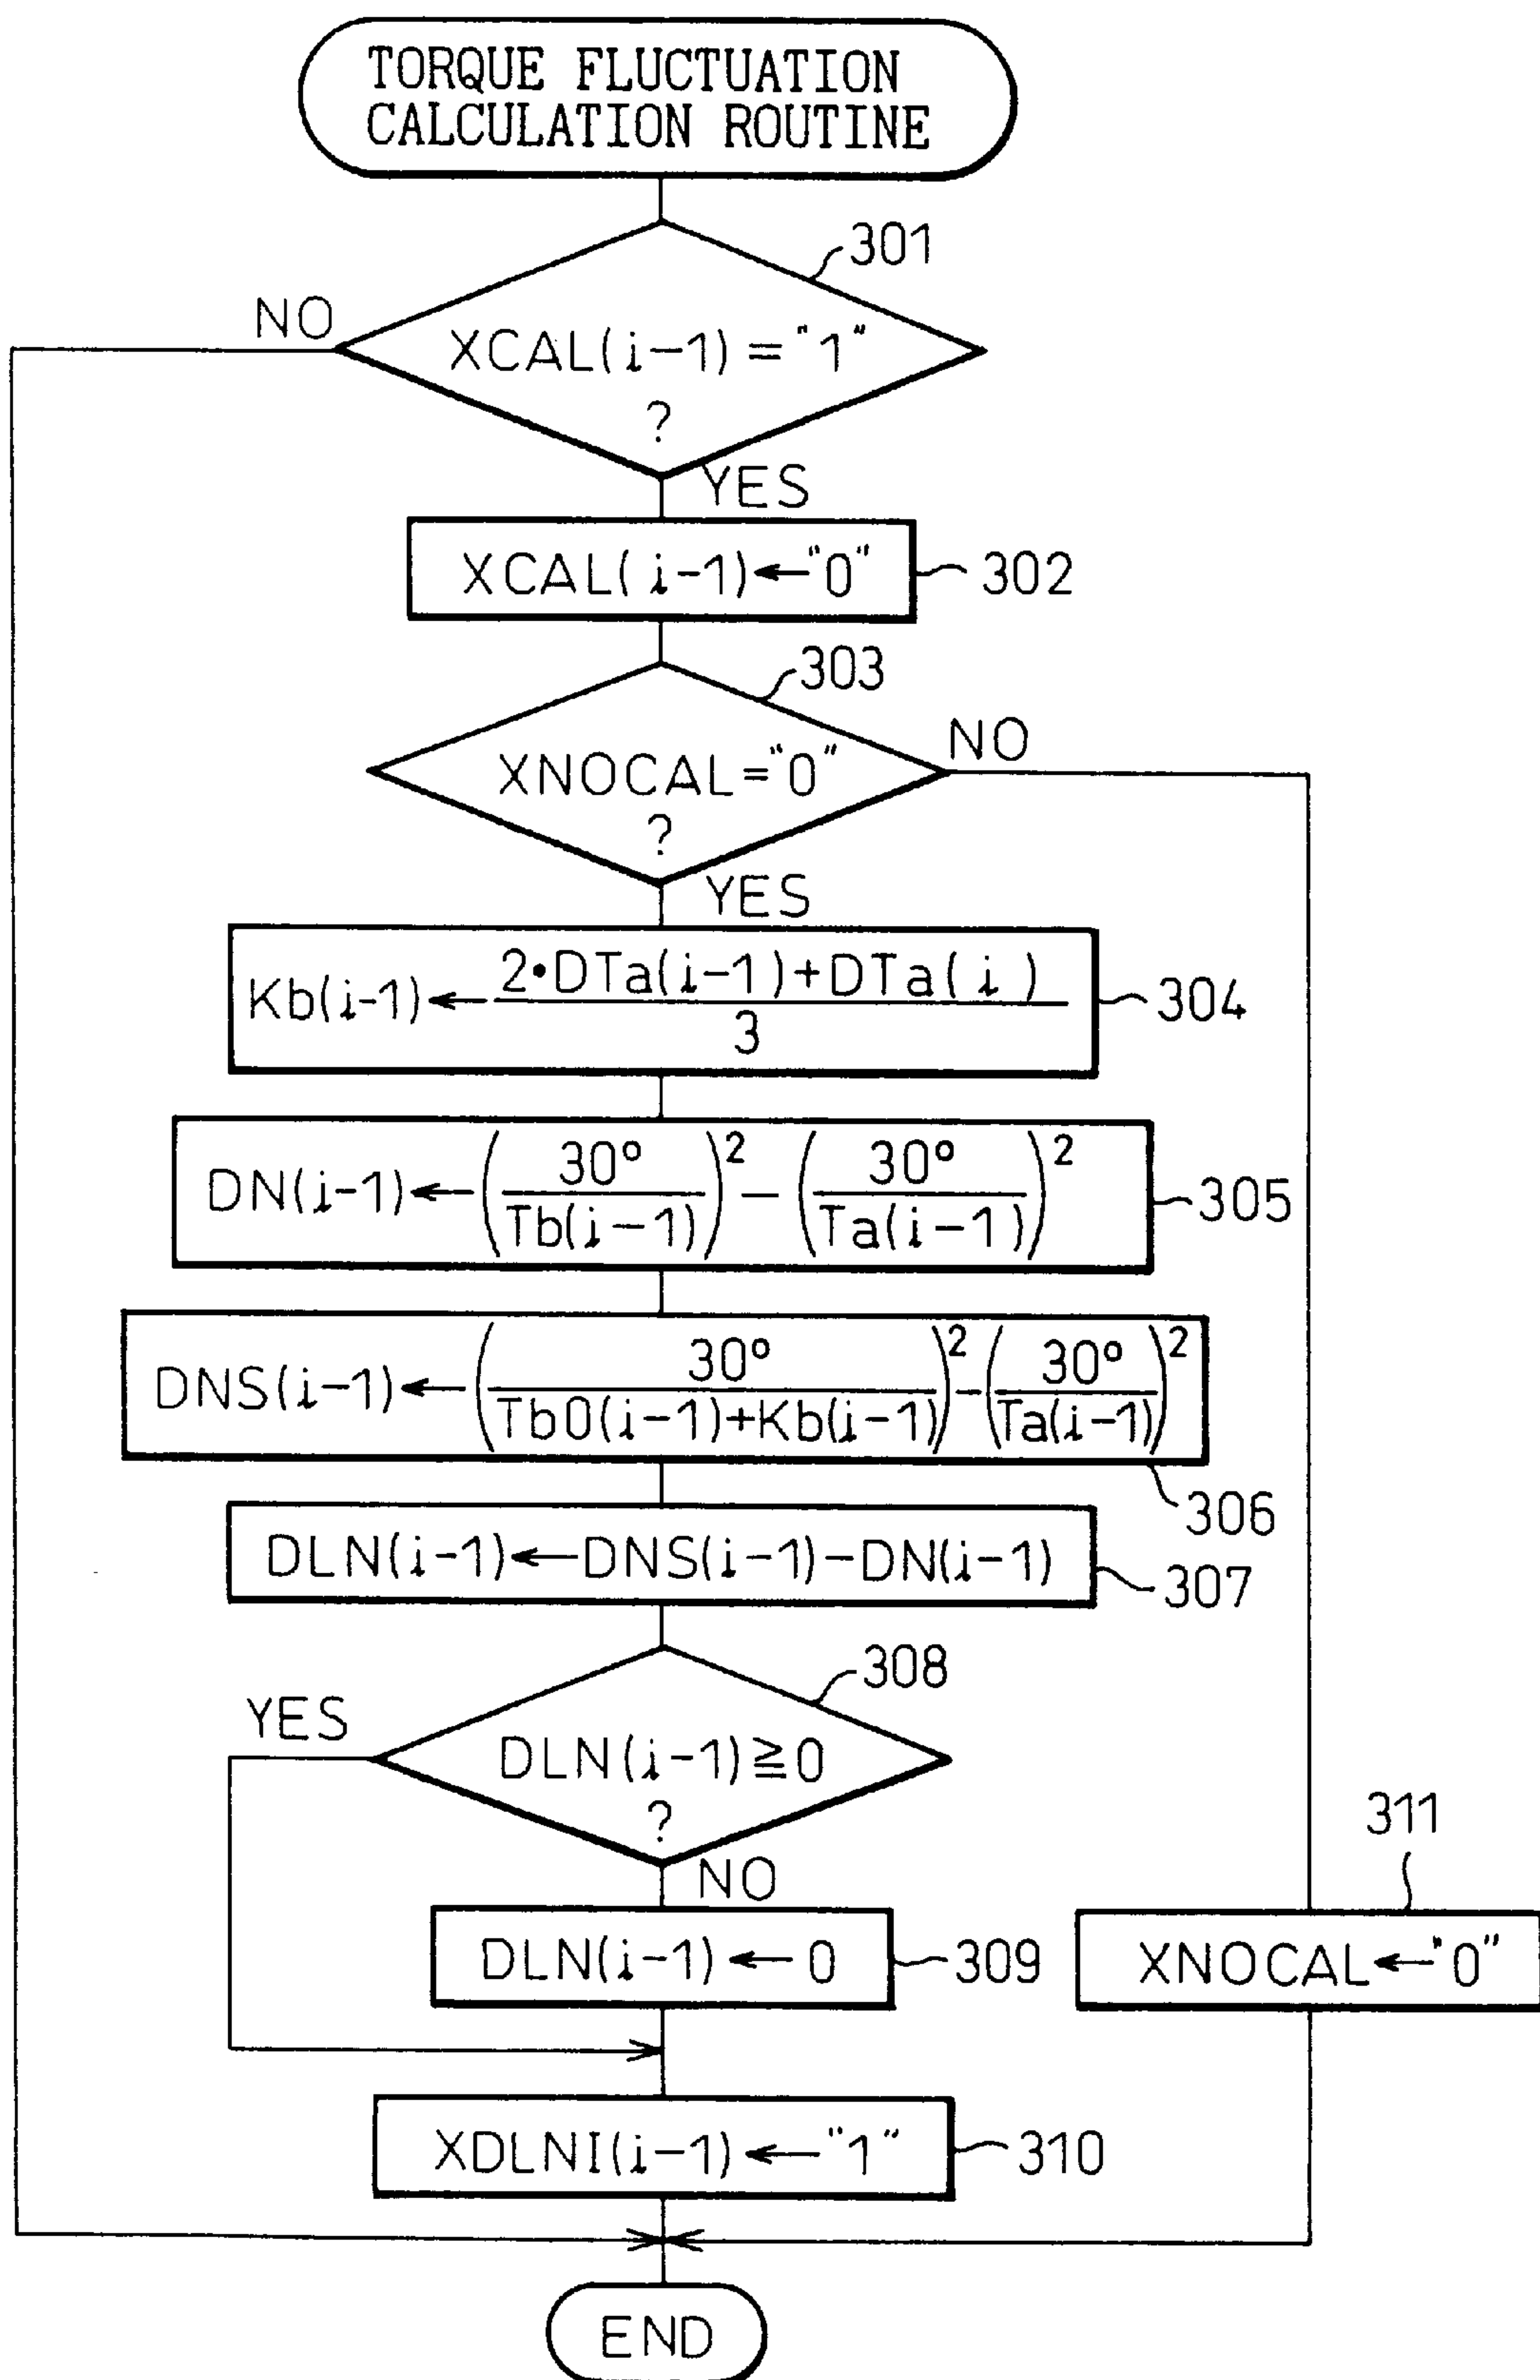 TORQUE FLUCTUATION
CALCULATION ROUTINE
301
NO
XCAL(i-1)="1"
?
YES
XCAL(i-1)←"0"
302
303
NO
XNOCAL="0"
?
YES
Kb(i-1)← 2•DTa(i-1)+DTa(i)
3
304
DN(i-1)←(30°/Tb(i-1))²-(30°/Ta(i-1))²
305
DNS(i-1)←(30°/Tb0(i-1)+Kb(i-1))²-(30°/Ta(i-1))²
306
DLN(i-1)←DNS(i-1)-DN(i-1)
307
308
YES
DLN(i-1)≧0
?
NO
311
DLN(i-1)←0
309
XNOCAL←"0"
XDLNI(i-1)←"1"
310
END